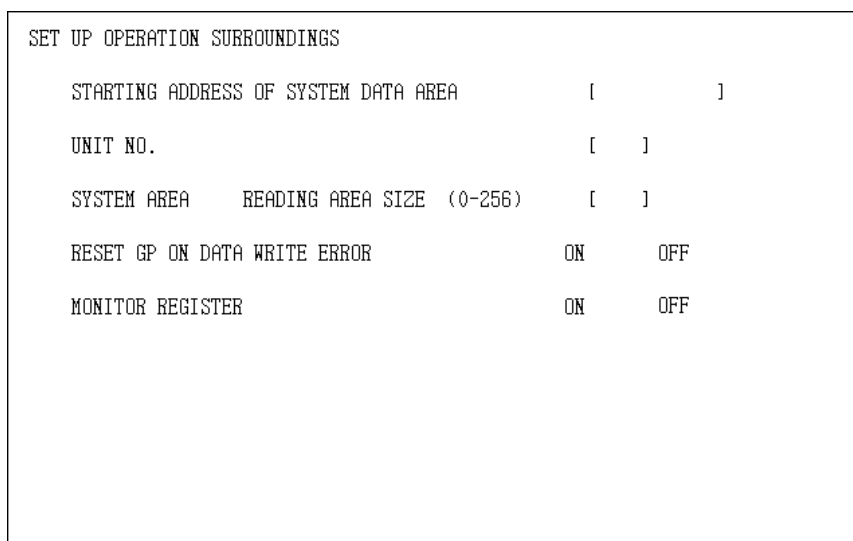 SET UP OPERATION SURROUNDINGS
STARTING ADDRESS OF SYSTEM DATA AREA [ ]
UNIT NO. [ ]
SYSTEM AREA READING AREA SIZE (0-256) [ ]
RESET GP ON DATA WRITE ERROR ON OFF
MONITOR REGISTER ON OFF